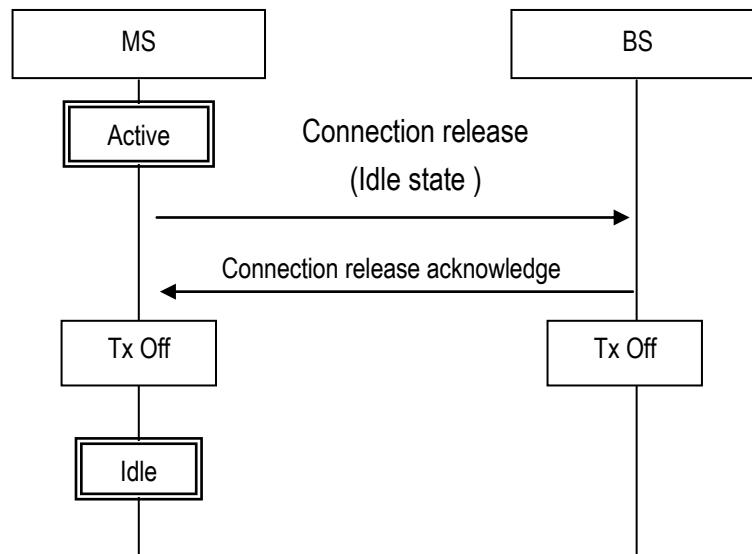 MS
BS
Active
Connection release
(Idle state )
Connection release acknowledge
Tx Off
Tx Off
Idle